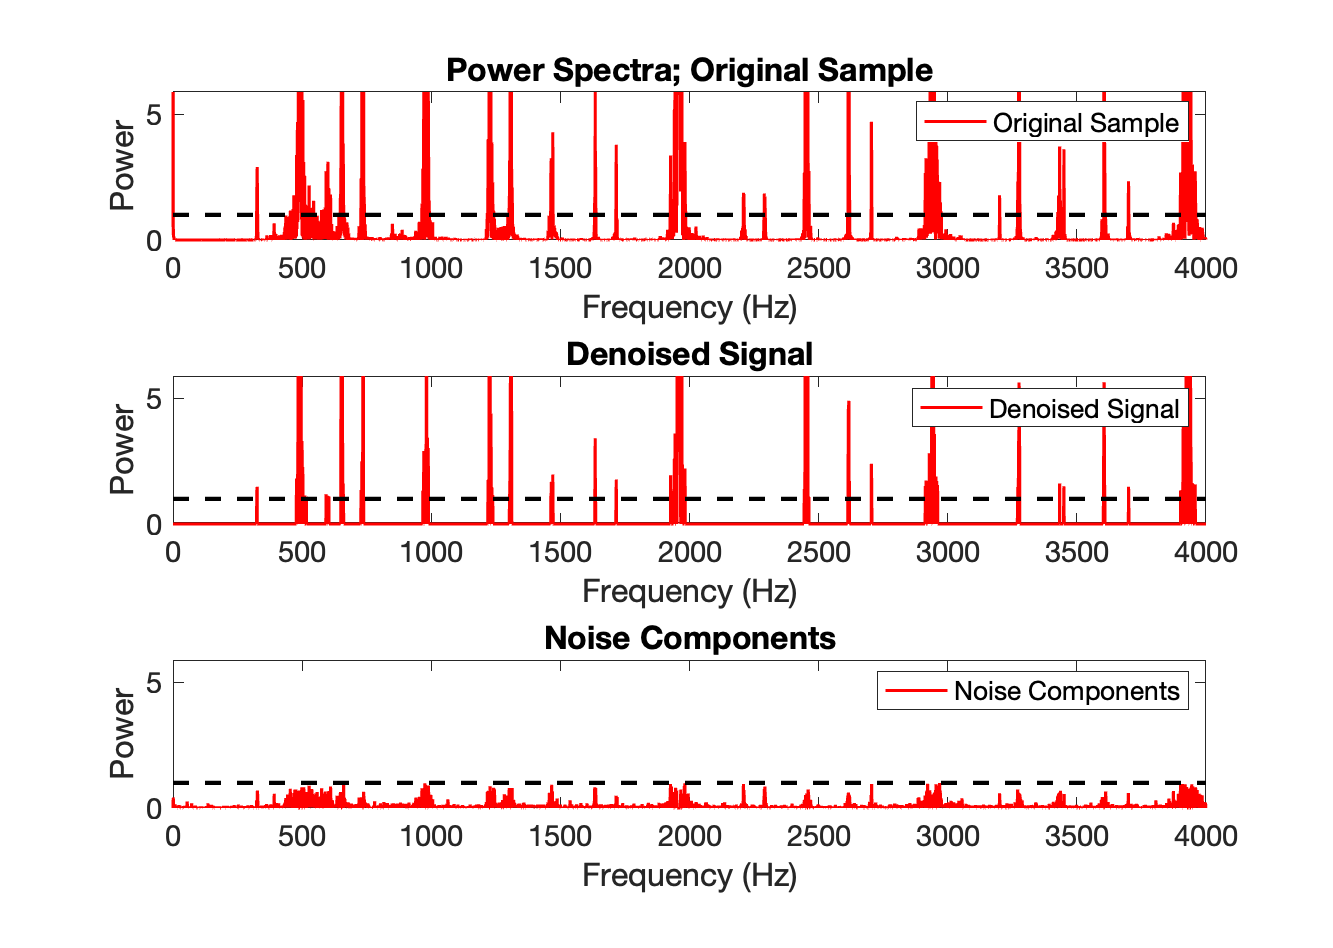 Power Spectra; Original Sample
Original Sample
Power
5
0
0 500 1000 1500 2000 2500 3000 3500 4000
Frequency (Hz)
Denoised Signal
Denoised Signal
Power
5
0
0 500 1000 1500 2000 2500 3000 3500 4000
Frequency (Hz)
Noise Components
Noise Components
Power
5
0
0 500 1000 1500 2000 2500 3000 3500 4000
Frequency (Hz)